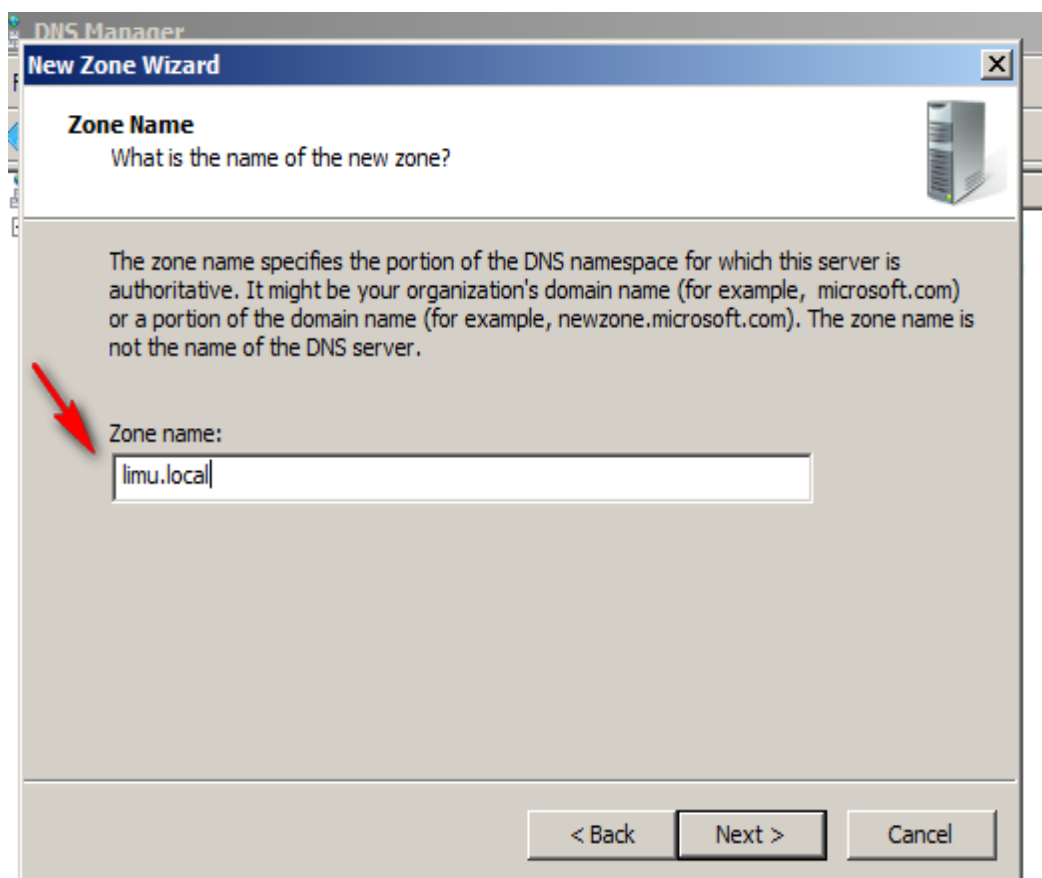 DNS Manager
New Zone Wizard
Zone Name
What is the name of the new zone?
The zone name specifies the portion of the DNS namespace for which this server is
authoritative. It might be your organization's domain name (for example, microsoft.com)
or a portion of the domain name (for example, newzone.microsoft.com). The zone name is
not the name of the DNS server.
Zone name:
limu.local
< Back
Next >
Cancel